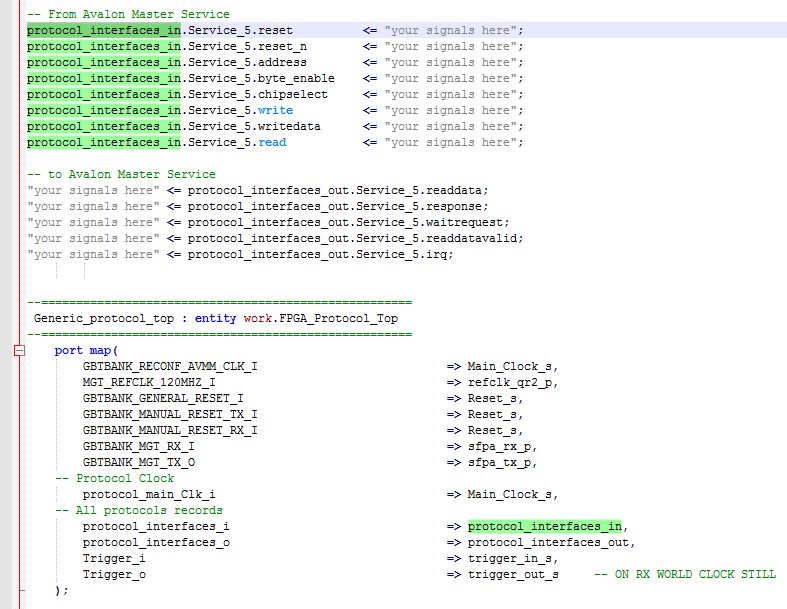 -- From Avalon Master Service
protocol_interfaces_in.Service_5.reset <= "your signals here";
protocol_interfaces_in.Service_5.reset_n <= "your signals here";
protocol_interfaces_in.Service_5.address <= "your signals here";
protocol_interfaces_in.Service_5.byte_enable <= "your signals here";
protocol_interfaces_in.Service_5.chipselect <= "your signals here";
protocol_interfaces_in.Service_5.write <= "your signals here";
protocol_interfaces_in.Service_5.writedata <= "your signals here";
protocol_interfaces_in.Service_5.read <= "your signals here";
-- to Avalon Master Service
"your signals here" <= protocol_interfaces_out.Service_5.readdata;
"your signals here" <= protocol_interfaces_out.Service_5.response;
"your signals here" <= protocol_interfaces_out.Service_5.waitrequest;
"your signals here" <= protocol_interfaces_out.Service_5.readdatavalid;
"your signals here" <= protocol_interfaces_out.Service_5.irq;
--=====================================================
Generic_protocol_top : entity work.FPGA_Protocol_Top
--=====================================================
port map(
GBTBANK_RECONF_AVMM_CLK_I => Main_Clock_s,
MGT_REFCLK_120MHZ_I => refclk_qr2_p,
GBTBANK_GENERAL_RESET_I => Reset_s,
GBTBANK_MANUAL_RESET_TX_I => Reset_s,
GBTBANK_MANUAL_RESET_RX_I => Reset_s,
GBTBANK_MGT_RX_I => sfpa_rx_p,
GBTBANK_MGT_TX_O => sfpa_tx_p,
-- Protocol Clock
protocol_main_Clk_i => Main_Clock_s,
-- All protocols records
protocol_interfaces_i => protocol_interfaces_in,
protocol_interfaces_o => protocol_interfaces_out,
Trigger_i => trigger_in_s,
Trigger_o => trigger_out_s -- ON RX WORLD CLOCK STILL
);